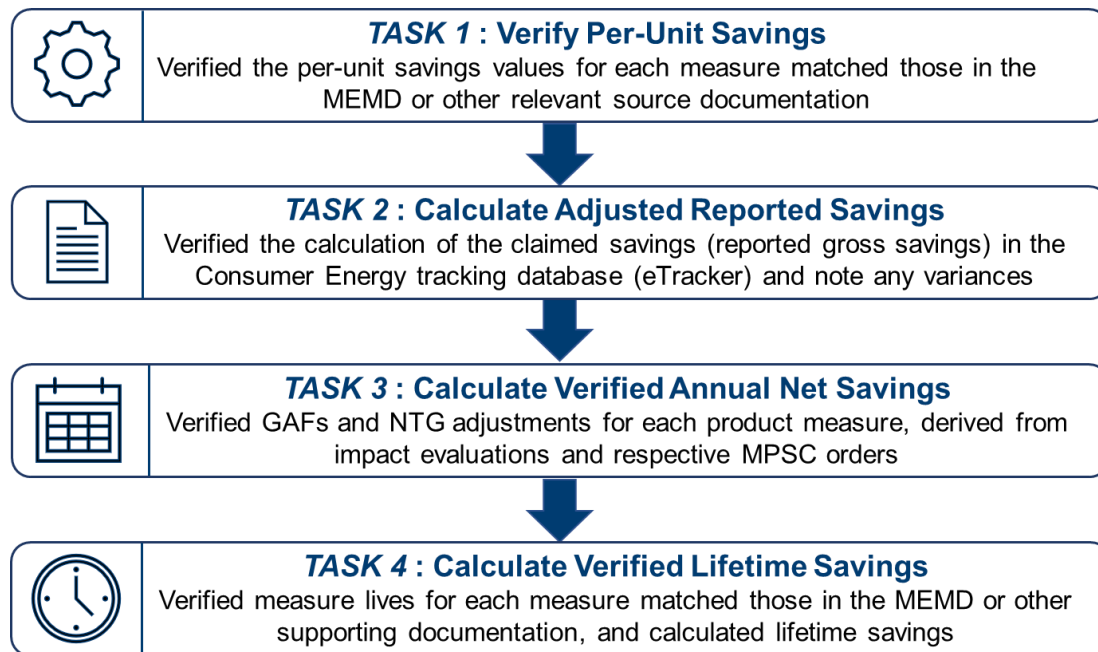 TASK 1 : Verify Per-Unit Savings
Verified the per-unit savings values for each measure matched those in the
MEMD or other relevant source documentation
TASK 2 : Calculate Adjusted Reported Savings
Verified the calculation of the claimed savings (reported gross savings) in the
Consumer Energy tracking database (eTracker) and note any variances
TASK 3 : Calculate Verified Annual Net Savings
Verified GAFs and NTG adjustments for each product measure, derived from
impact evaluations and respective MPSC orders
TASK 4 : Calculate Verified Lifetime Savings
Verified measure lives for each measure matched those in the MEMD or other
supporting documentation, and calculated lifetime savings